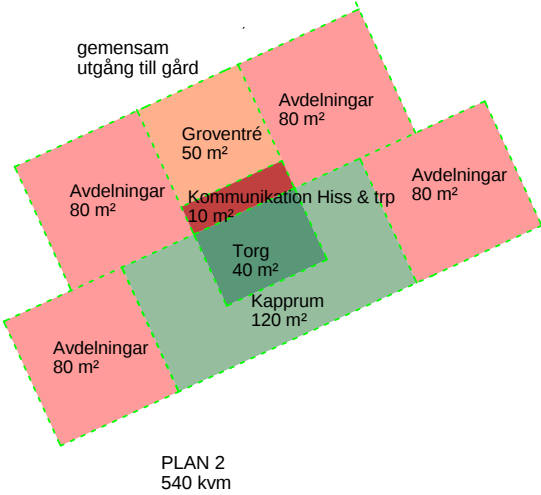 gemensam
utgång till gård
Avdelningar
80 m²
Groventré
50 m²
Avdelningar
80 m²
Kommunikation Hiss & trp
10 m²
Avdelningar
80 m²
Torg
40 m²
Kapprum
120 m²
Avdelningar
80 m²
PLAN 2
540 kvm